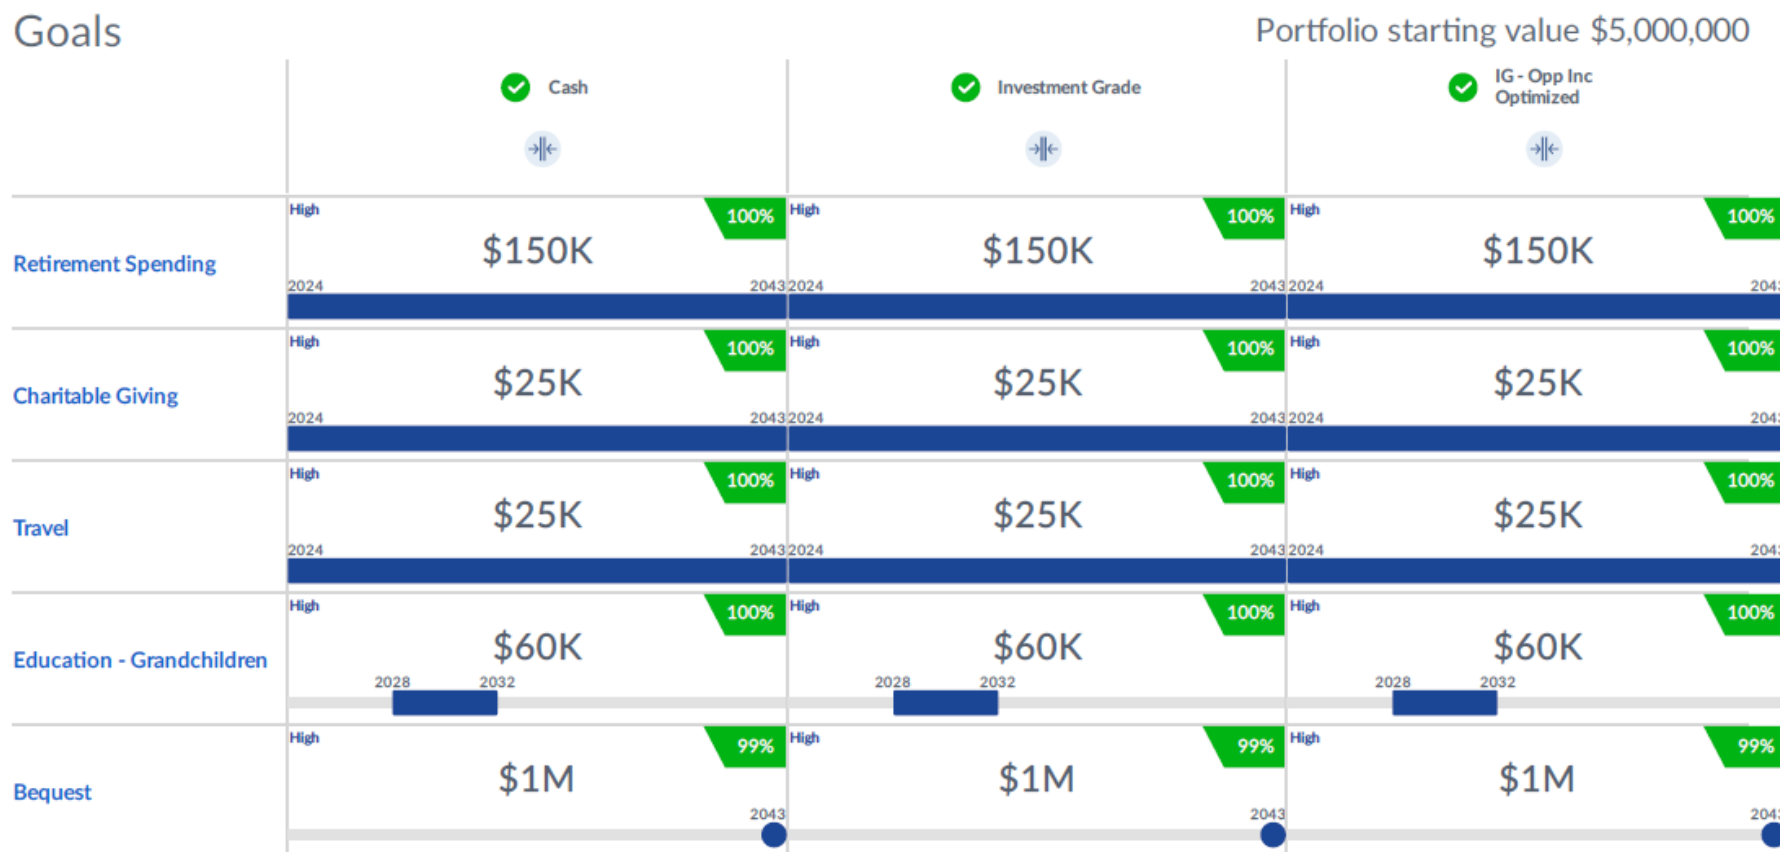 Goals
Portfolio starting value $5,000,000
Cash
Investment Grade
IG - Opp Inc
Optimized
Retirement Spending
High
100%
$150K
2024
2043
High
100%
$150K
2024
2043
High
100%
$150K
2024
Charitable Giving
High
100%
$25K
2024
2043
High
100%
$25K
2024
2043
High
100%
$25K
2024
Travel
High
100%
$25K
2024
2043
High
100%
$25K
2024
2043
High
100%
$25K
2024
Education - Grandchildren
High
100%
$60K
2028
2032
High
100%
$60K
2028
2032
High
100%
$60K
2028
2032
Bequest
High
99%
$1M
2043
High
99%
$1M
2043
High
99%
$1M